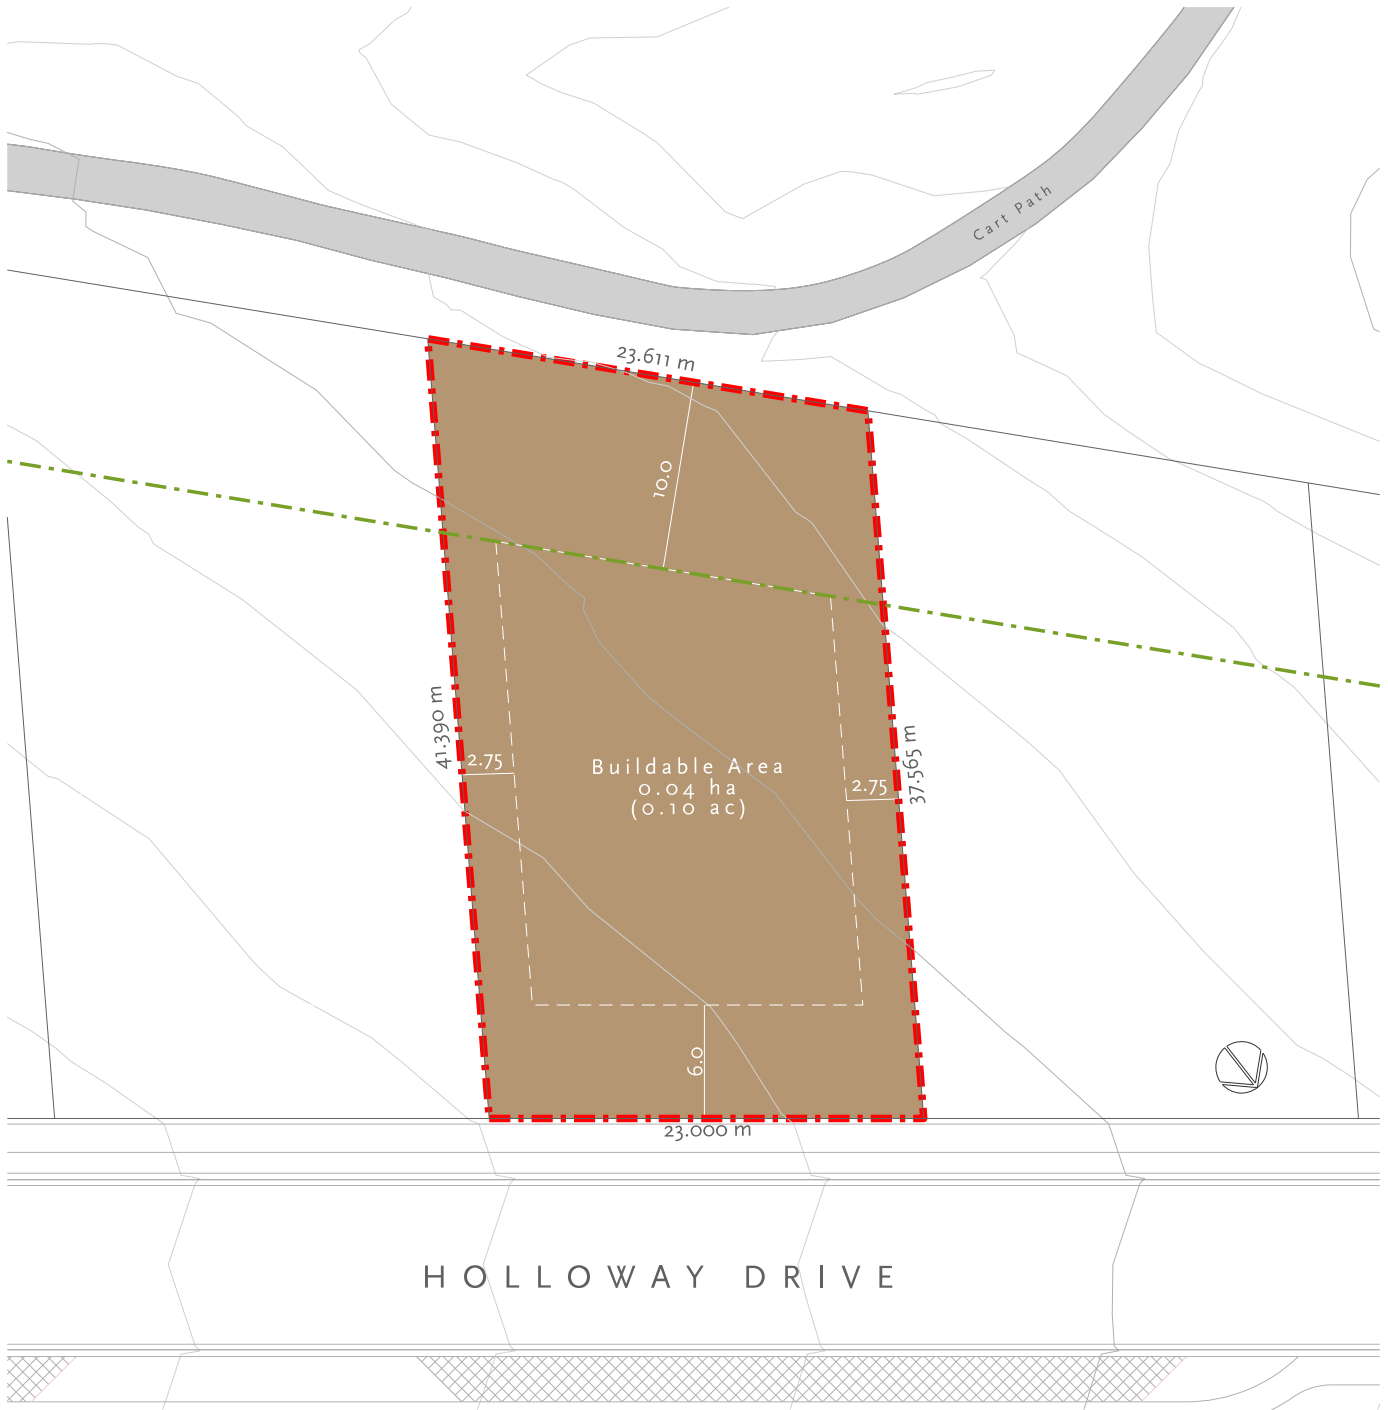 Cart Path
23.611 m
10.0
41.390 m
2.75
Buildable Area
0.04 ha
(0.10 ac)
2.75
37.565 m
6.0
23.000 m
HOLLOWAY DRIVE